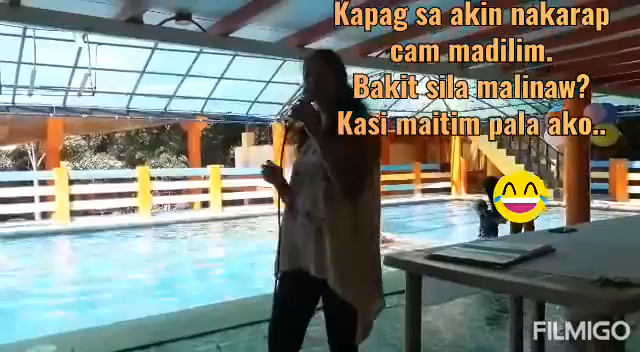 Kapag sa akin nakarap
cam madilim.
Bakit sila malinaw?
Kasi maitim pala ako..
FILMIGO